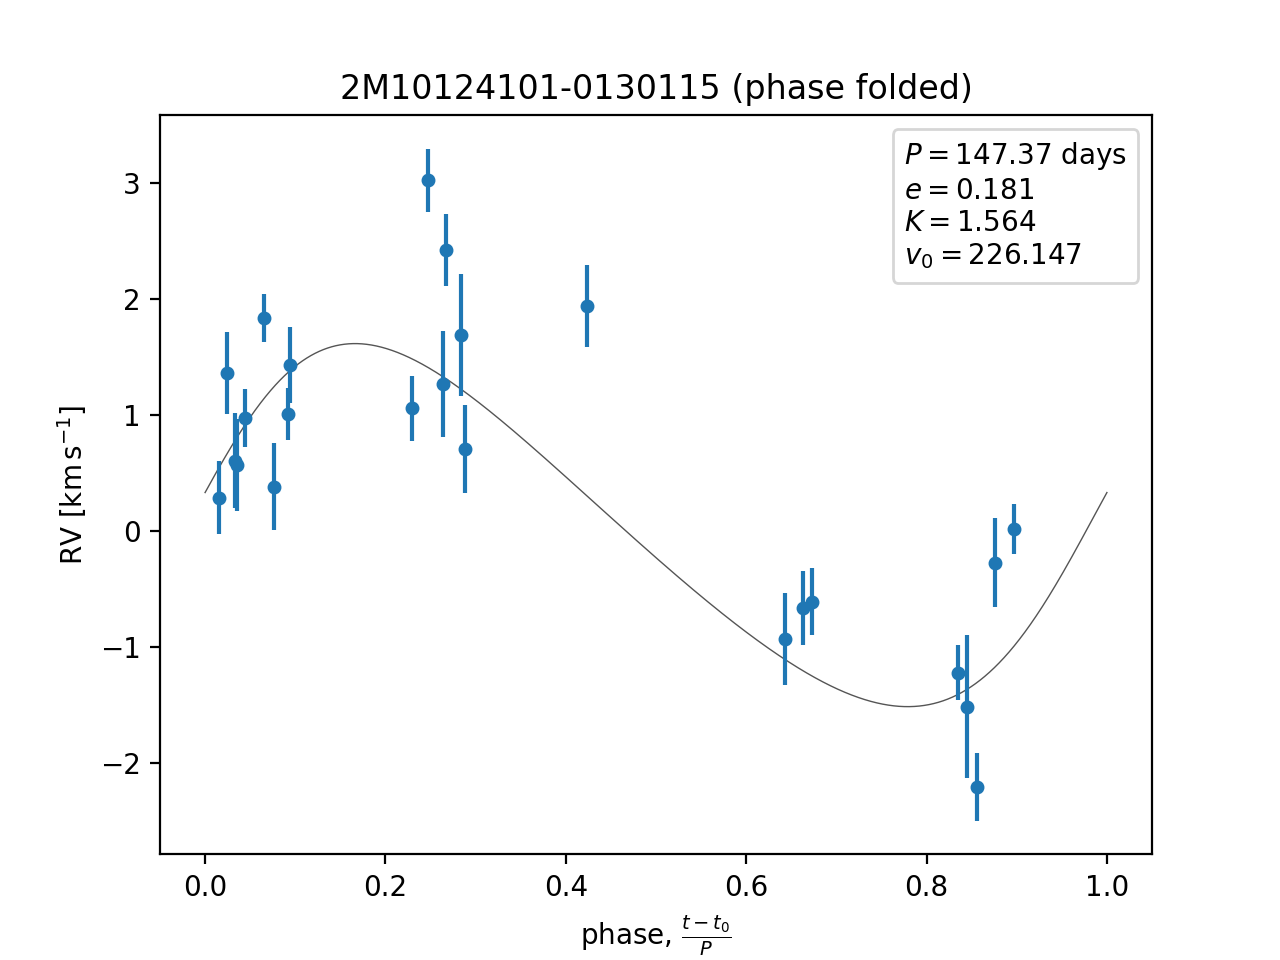 2M10124101-0130115 (phase folded)
P = 147.37 days
e = 0.181
K = 1.564
v₀ = 226.147
RV [km s⁻¹]
3
2
1
0
−1
−2
0.0 0.2 0.4 0.6 0.8 1.0
phase, (t − t₀)/P